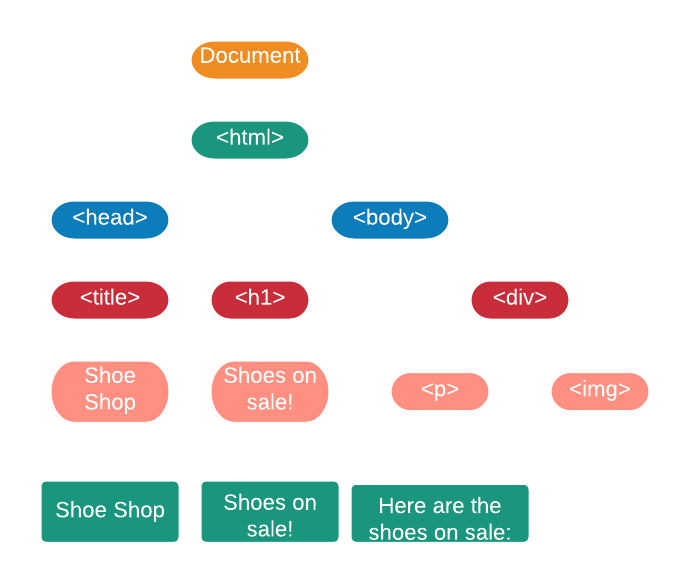 Document
<html>
<head> <body>
<title> <h1> <div>
Shoe
Shop
Shoes on
sale!
<p> <img>
Shoe Shop
Shoes on
sale!
Here are the
shoes on sale: